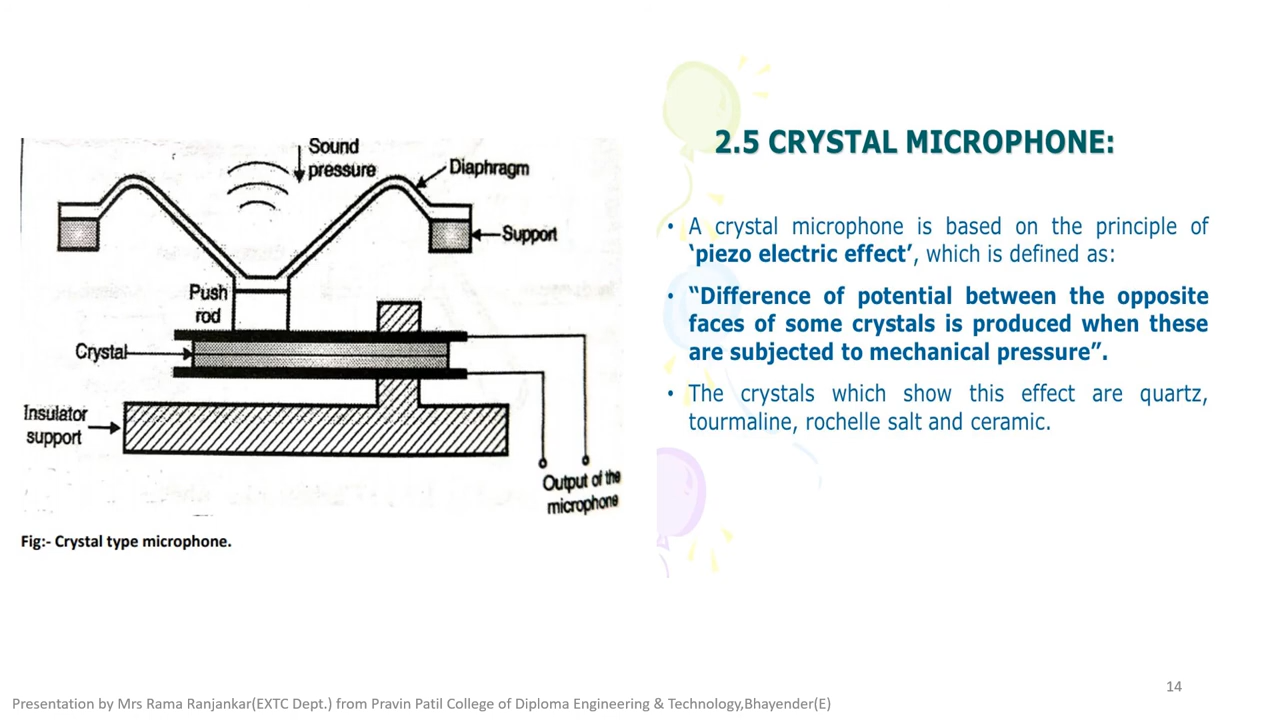 Sound
pressure
Diaphragm
Support
Push
rod
Crystal
Insulator
support
Output of the
microphone
Fig:- Crystal type microphone.
2.5 CRYSTAL MICROPHONE:
• A crystal microphone is based on the principle of
‘piezo electric effect’, which is defined as:
• “Difference of potential between the opposite
faces of some crystals is produced when these
are subjected to mechanical pressure”.
• The crystals which show this effect are quartz,
tourmaline, rochelle salt and ceramic.
14
Presentation by Mrs Rama Ranjankar(EXTC Dept.) from Pravin Patil College of Diploma Engineering & Technology,Bhayender(E)